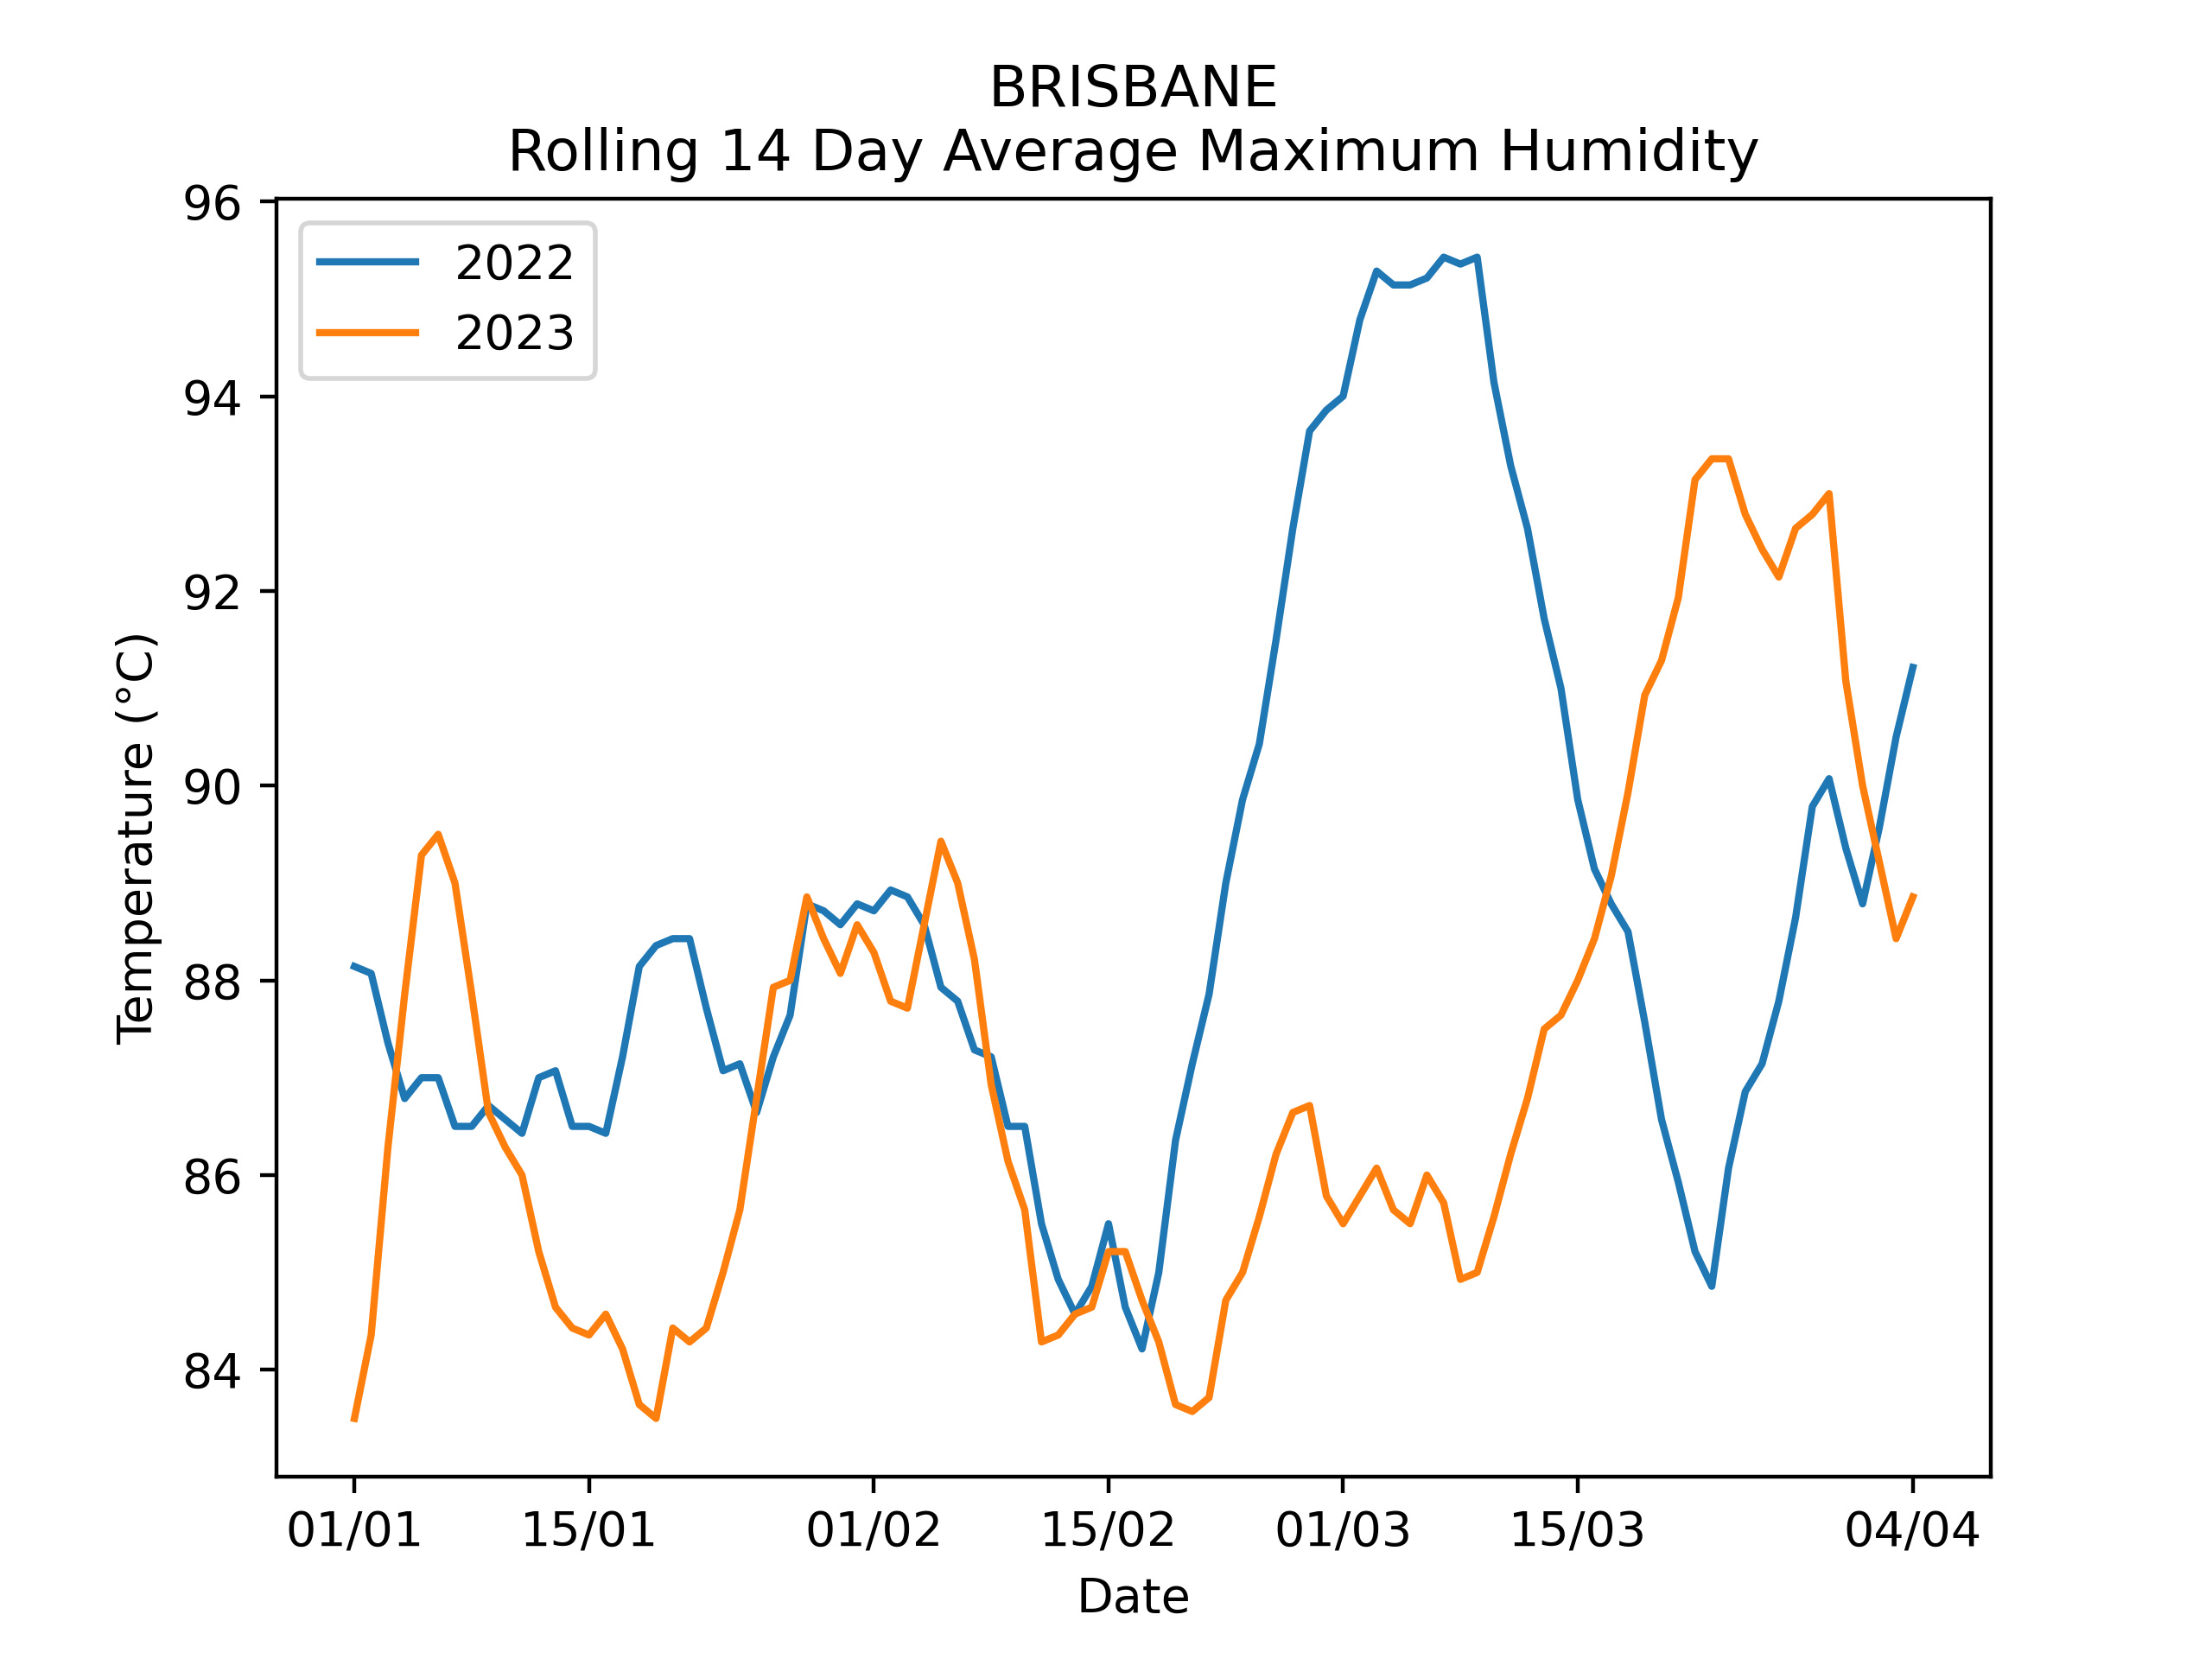 BRISBANE
Rolling 14 Day Average Maximum Humidity
96
94
92
90
88
86
84
Temperature (°C)
2022
2023
01/01 15/01 01/02 15/02 01/03 15/03 04/04
Date